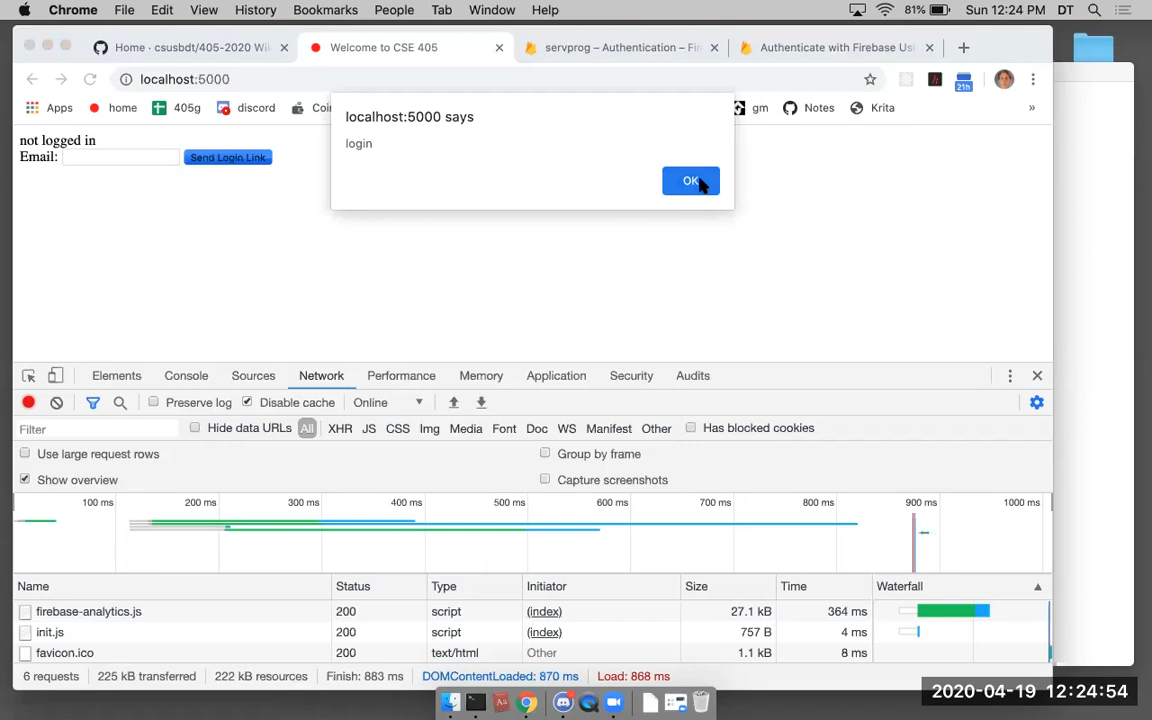 Chrome File Edit View History Bookmarks People Tab Window Help 81% Sun 12:24 PM DT
Home · csusbdt/405-2020 Wik Welcome to CSE 405 servprog – Authentication – Fir Authenticate with Firebase Usi
localhost:5000
21h
Apps home 405g discord Coi gm Notes Krita »
localhost:5000 says
login
OK
not logged in
Email: Send Login Link
Elements Console Sources Network Performance Memory Application Security Audits
Preserve log Disable cache Online
Filter Hide data URLs All XHR JS CSS Img Media Font Doc WS Manifest Other Has blocked cookies
Use large request rows Group by frame
Show overview Capture screenshots
100 ms 200 ms 300 ms 400 ms 500 ms 600 ms 700 ms 800 ms 900 ms 1000 ms
Name Status Type Initiator Size Time Waterfall
firebase-analytics.js 200 script (index) 27.1 kB 364 ms
init.js 200 script (index) 757 B 4 ms
favicon.ico 200 text/html Other 1.1 kB 8 ms
6 requests 225 kB transferred 222 kB resources Finish: 883 ms DOMContentLoaded: 870 ms Load: 868 ms
2020-04-19 12:24:54